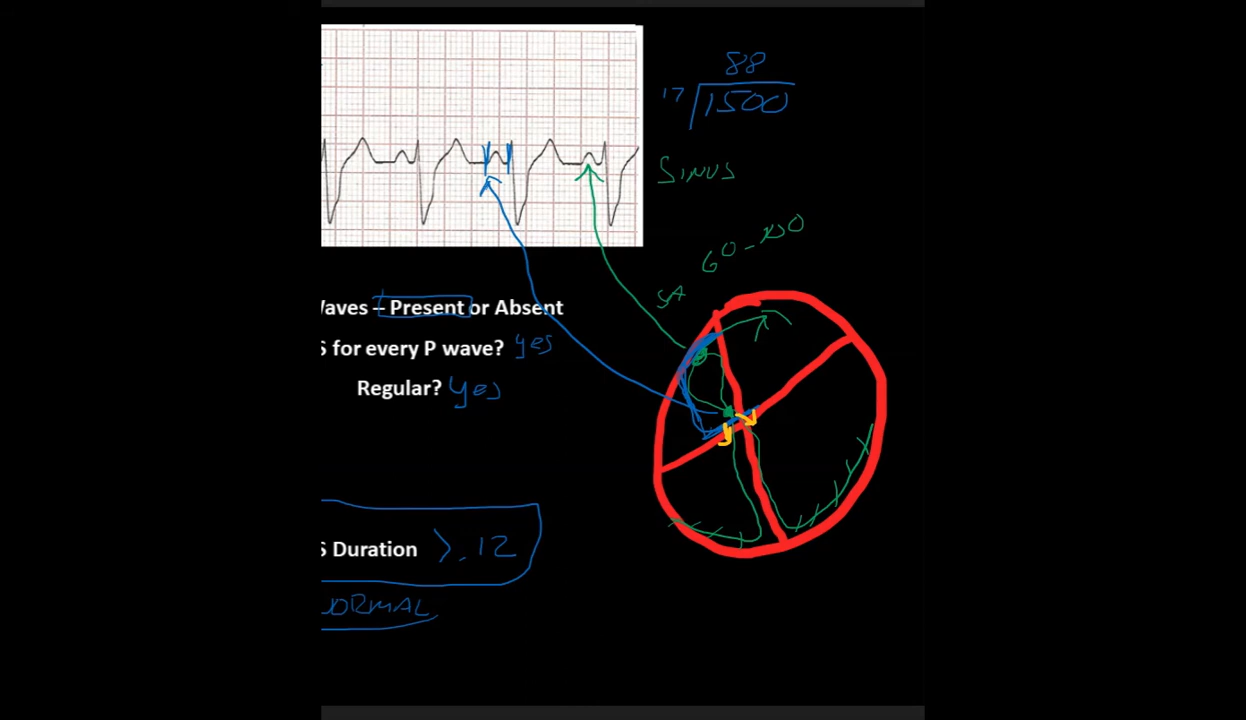 88
17 1500
SINUS
60-100
SA
Waves – Present or Absent
S for every P wave? yes
Regular? yes
S Duration >.12
NORMAL